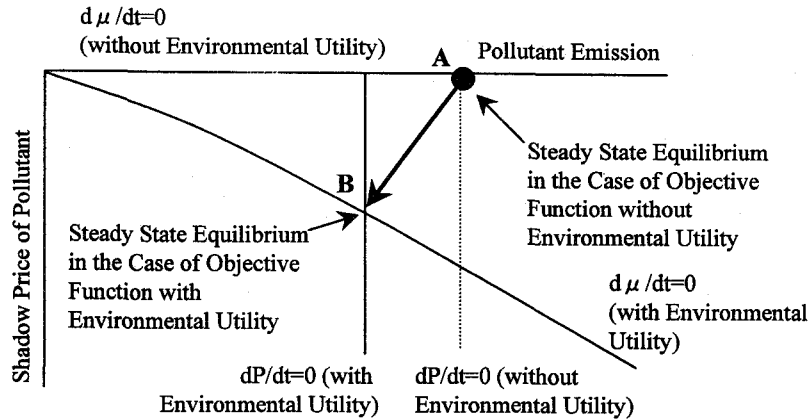 d μ/dt=0
(without Environmental Utility)
A
Pollutant Emission
Shadow Price of Pollutant
Steady State Equilibrium
in the Case of Objective
Function without
Environmental Utility
B
Steady State Equilibrium
in the Case of Objective
Function with
Environmental Utility
d μ/dt=0
(with Environmental
Utility)
dP/dt=0 (with
Environmental Utility)
dP/dt=0 (without
Environmental Utility)